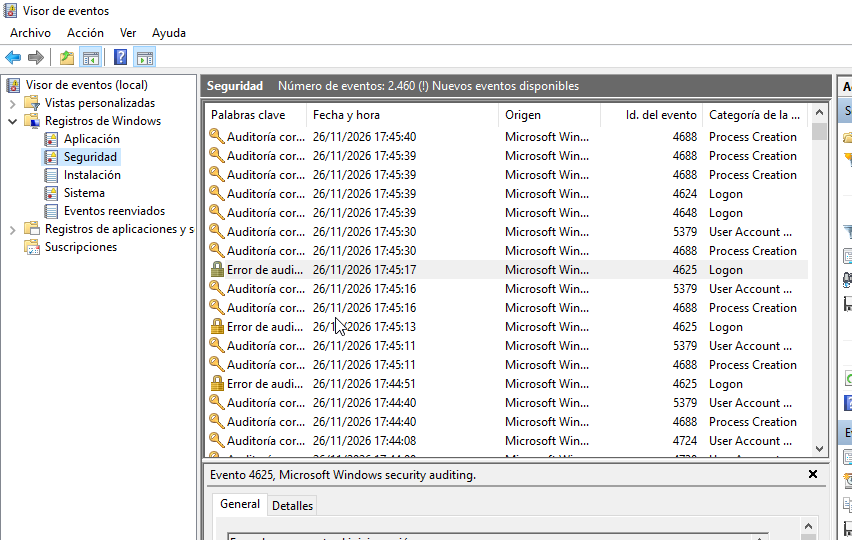 Visor de eventos
Archivo Acción Ver Ayuda
Visor de eventos (local)
Vistas personalizadas
Registros de Windows
Aplicación
Seguridad
Instalación
Sistema
Eventos reenviados
Registros de aplicaciones y s
Suscripciones
Seguridad Número de eventos: 2.460 (!) Nuevos eventos disponibles
Palabras clave Fecha y hora Origen Id. del evento Categoría de la ...
Auditoría cor... 26/11/2026 17:45:40 Microsoft Win... 4688 Process Creation
Auditoría cor... 26/11/2026 17:45:39 Microsoft Win... 4688 Process Creation
Auditoría cor... 26/11/2026 17:45:39 Microsoft Win... 4688 Process Creation
Auditoría cor... 26/11/2026 17:45:39 Microsoft Win... 4624 Logon
Auditoría cor... 26/11/2026 17:45:39 Microsoft Win... 4648 Logon
Auditoría cor... 26/11/2026 17:45:30 Microsoft Win... 5379 User Account ...
Auditoría cor... 26/11/2026 17:45:30 Microsoft Win... 4688 Process Creation
Error de audi... 26/11/2026 17:45:17 Microsoft Win... 4625 Logon
Auditoría cor... 26/11/2026 17:45:16 Microsoft Win... 5379 User Account ...
Auditoría cor... 26/11/2026 17:45:16 Microsoft Win... 4688 Process Creation
Error de audi... 26/11/2026 17:45:13 Microsoft Win... 4625 Logon
Auditoría cor... 26/11/2026 17:45:11 Microsoft Win... 5379 User Account ...
Auditoría cor... 26/11/2026 17:45:11 Microsoft Win... 4688 Process Creation
Error de audi... 26/11/2026 17:44:51 Microsoft Win... 4625 Logon
Auditoría cor... 26/11/2026 17:44:40 Microsoft Win... 5379 User Account ...
Auditoría cor... 26/11/2026 17:44:40 Microsoft Win... 4688 Process Creation
Auditoría cor... 26/11/2026 17:44:08 Microsoft Win... 4724 User Account ...
Evento 4625, Microsoft Windows security auditing.
General Detalles